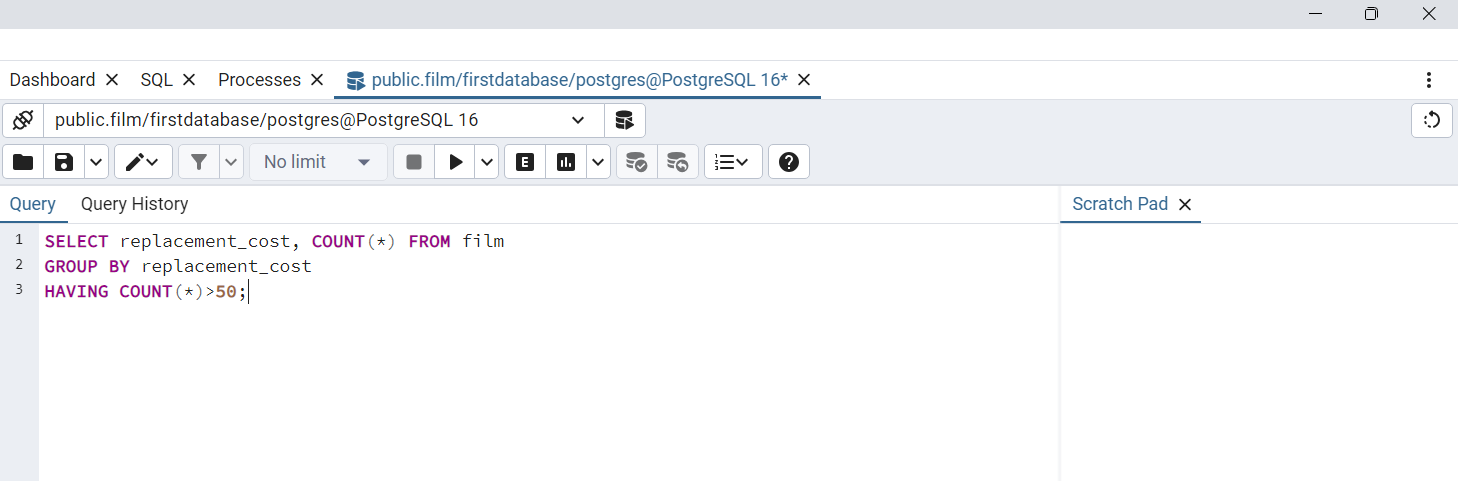 Dashboard SQL Processes public.film/firstdatabase/postgres@PostgreSQL 16*
public.film/firstdatabase/postgres@PostgreSQL 16
No limit E
Query Query History Scratch Pad
1 SELECT replacement_cost, COUNT(*) FROM film
2 GROUP BY replacement_cost
3 HAVING COUNT(*)>50;